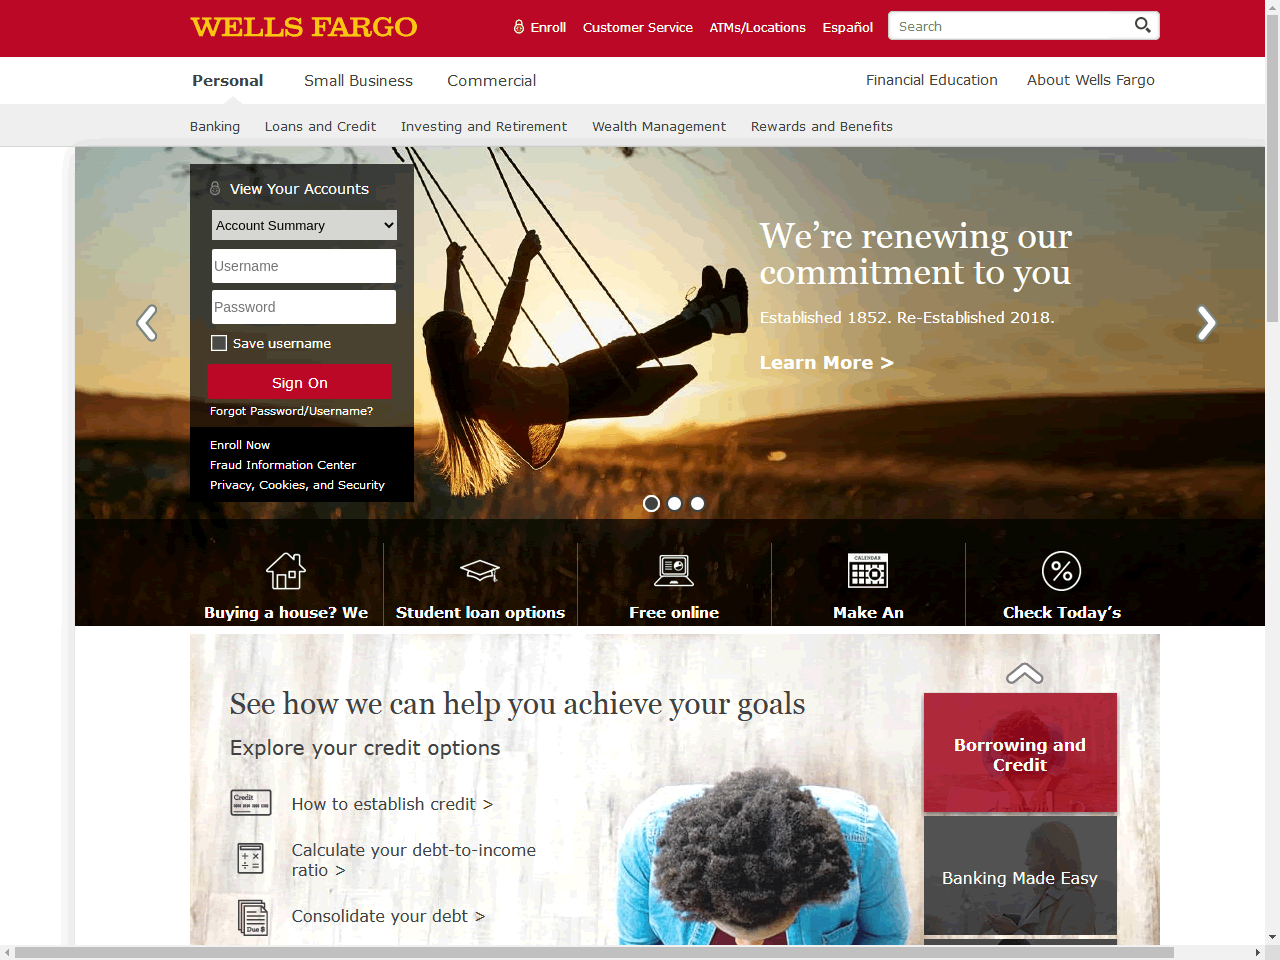 WELLS FARGO
Enroll
Customer Service
ATMs/Locations
Español
Search
Personal
Small Business
Commercial
Financial Education
About Wells Fargo
Banking
Loans and Credit
Investing and Retirement
Wealth Management
Rewards and Benefits
View Your Accounts
Account Summary
Username
Password
Save username
Sign On
Forgot Password/Username?
Enroll Now
Fraud Information Center
Privacy, Cookies, and Security
We’re renewing our
commitment to you
Established 1852. Re-Established 2018.
Learn More >
Buying a house? We
Student loan options
Free online
CALENDAR
Make An
Check Today’s
See how we can help you achieve your goals
Explore your credit options
Credit
How to establish credit >
Calculate your debt-to-income
ratio >
Due $
Consolidate your debt >
Borrowing and
Credit
Banking Made Easy